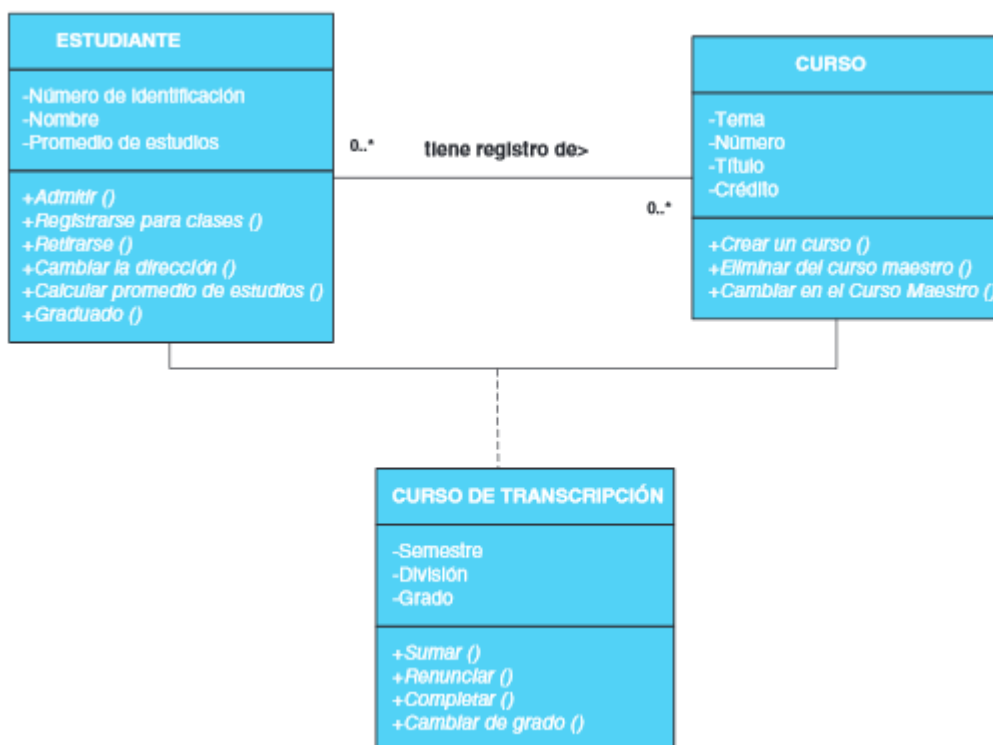 ESTUDIANTE
-Número de Identificación
-Nombre
-Promedio de estudios
+Admitir ()
+Registrarse para clases ()
+Retirarse ()
+Cambiar la dirección ()
+Calcular promedio de estudios ()
+Graduado ()
0..*
tiene registro de>
0..*
CURSO
-Tema
-Número
-Título
-Crédito
+Crear un curso ()
+Eliminar del curso maestro ()
+Cambiar en el Curso Maestro ()
CURSO DE TRANSCRIPCIÓN
-Semestre
-División
-Grado
+Sumar ()
+Renunciar ()
+Completar ()
+Cambiar de grado ()